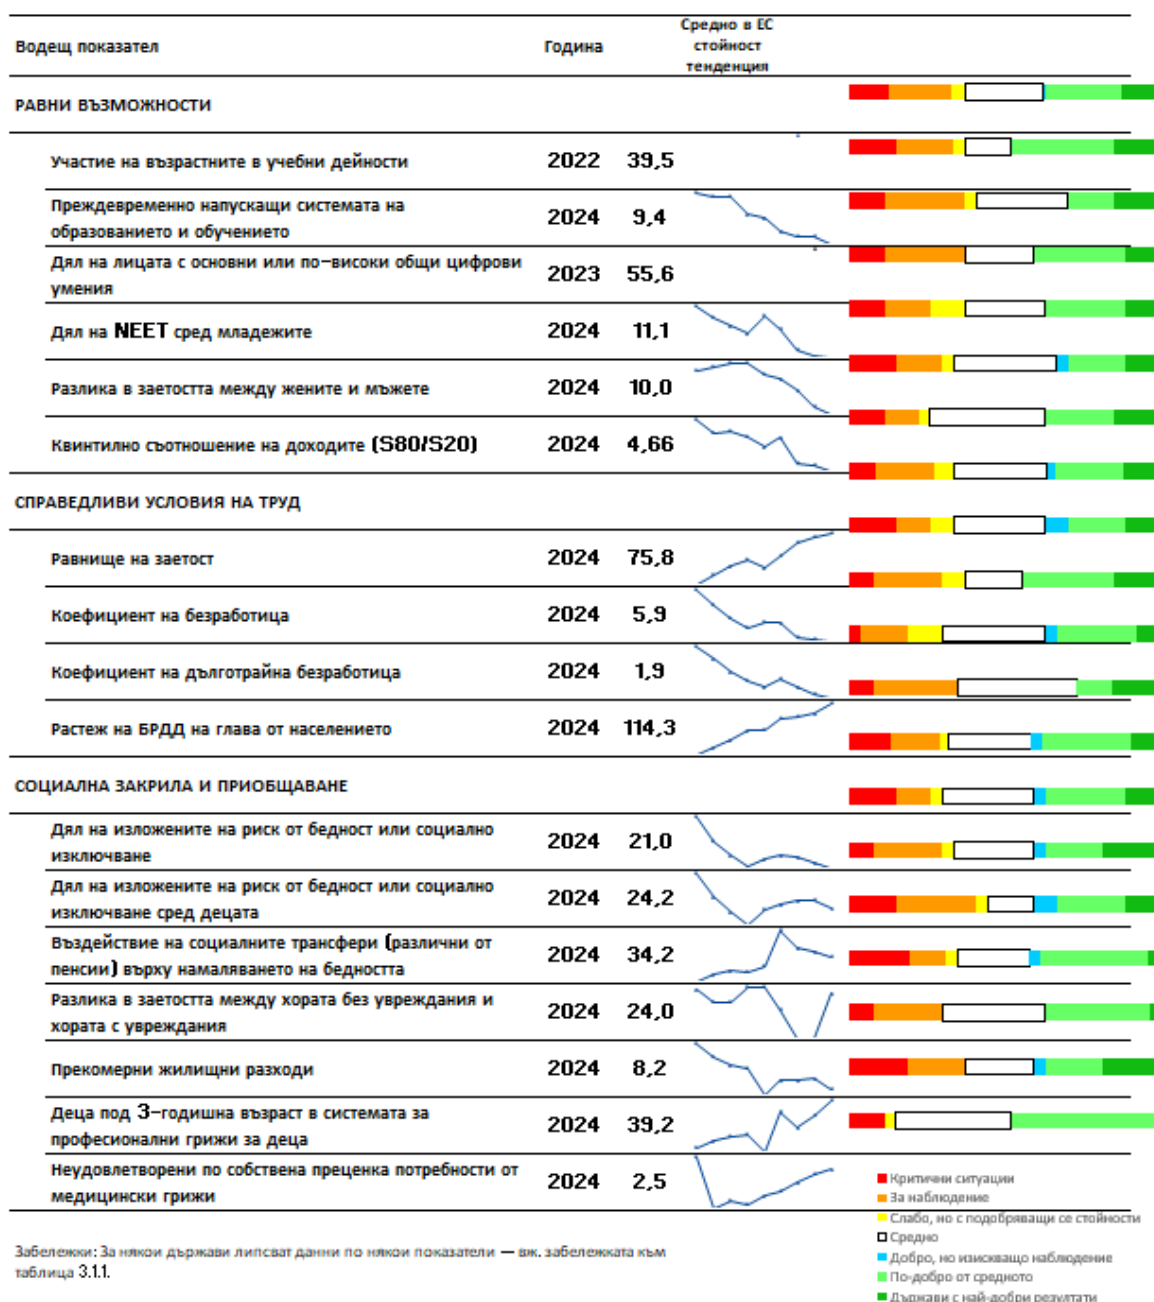 Водещ показател
Година
Средно в ЕС
стойност
тенденция
РАВНИ ВЪЗМОЖНОСТИ
Участие на възрастните в учебни дейности 2022 39,5
Преждевременно напускащи системата на
образованието и обучението 2024 9,4
Дял на лицата с основни или по-високи общи цифрови
умения 2023 55,6
Дял на NEET сред младежите 2024 11,1
Разлика в заетостта между жените и мъжете 2024 10,0
Квинтилно съотношение на доходите (S80/S20) 2024 4,66
СПРАВЕДЛИВИ УСЛОВИЯ НА ТРУД
Равнище на заетост 2024 75,8
Коефициент на безработица 2024 5,9
Коефициент на дълготрайна безработица 2024 1,9
Растеж на БРДД на глава от населението 2024 114,3
СОЦИАЛНА ЗАКРИЛА И ПРИОБЩАВАНЕ
Дял на изложените на риск от бедност или социално
изключване 2024 21,0
Дял на изложените на риск от бедност или социално
изключване сред децата 2024 24,2
Въздействие на социалните трансфери (различни от
пенсии) върху намаляването на бедността 2024 34,2
Разлика в заетостта между хората без увреждания и
хората с увреждания 2024 24,0
Прекомерни жилищни разходи 2024 8,2
Деца под 3-годишна възраст в системата за
професионални грижи за деца 2024 39,2
Неудовлетворени по собствена преценка потребности от
медицински грижи 2024 2,5
Критични ситуации
За наблюдение
Слабо, но с подобряващи се стойности
Средно
Добро, но изискващо наблюдение
По-добро от средното
Държави с най-добри резултати
Забележки: За някои държави липсват данни по някои показатели — вж. забележката към
таблица 3.1.1.